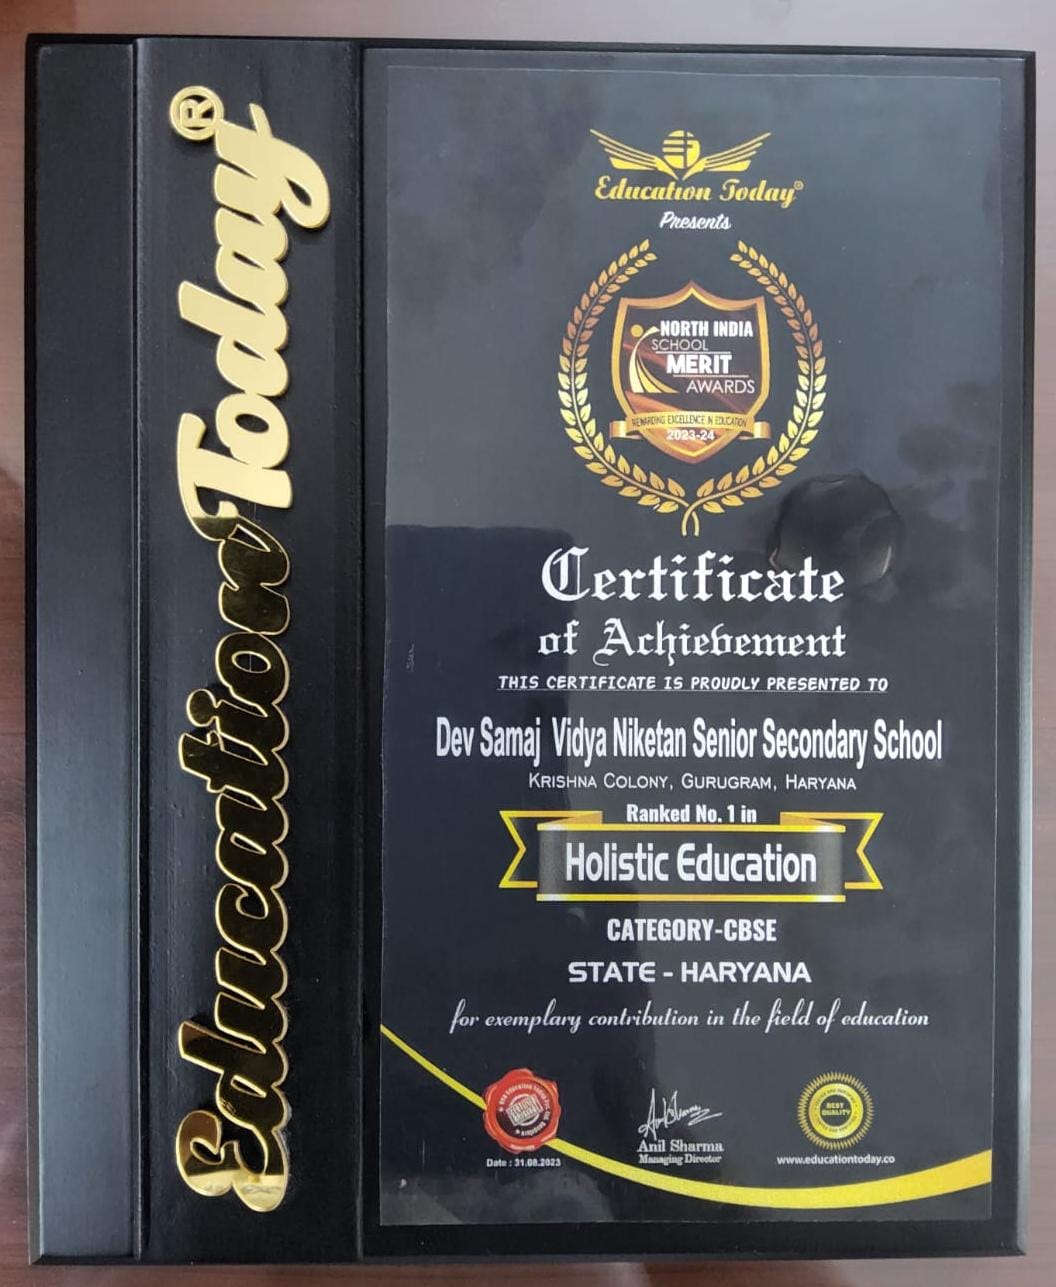 EducationToday®
Education Today®
Presents
NORTH INDIA
SCHOOL
MERIT
AWARDS
REWARDING EXCELLENCE IN EDUCATION
2023-24
Certificate
of Achievement
THIS CERTIFICATE IS PROUDLY PRESENTED TO
Dev Samaj Vidya Niketan Senior Secondary School
KRISHNA COLONY, GURUGRAM, HARYANA
Ranked No. 1 in
Holistic Education
CATEGORY-CBSE
STATE - HARYANA
for exemplary contribution in the field of education
BEST
QUALITY
Anil Sharma
Managing Director
Date : 31.08.2023
www.educationtoday.co